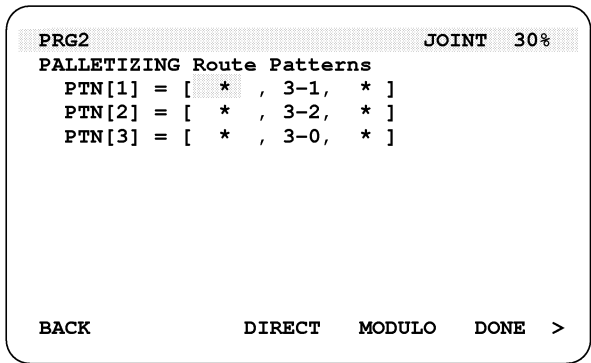 PRG2 JOINT 30%
PALLETIZING Route Patterns
PTN[1] = [ * , 3-1, * ]
PTN[2] = [ * , 3-2, * ]
PTN[3] = [ * , 3-0, * ]
BACK DIRECT MODULO DONE >